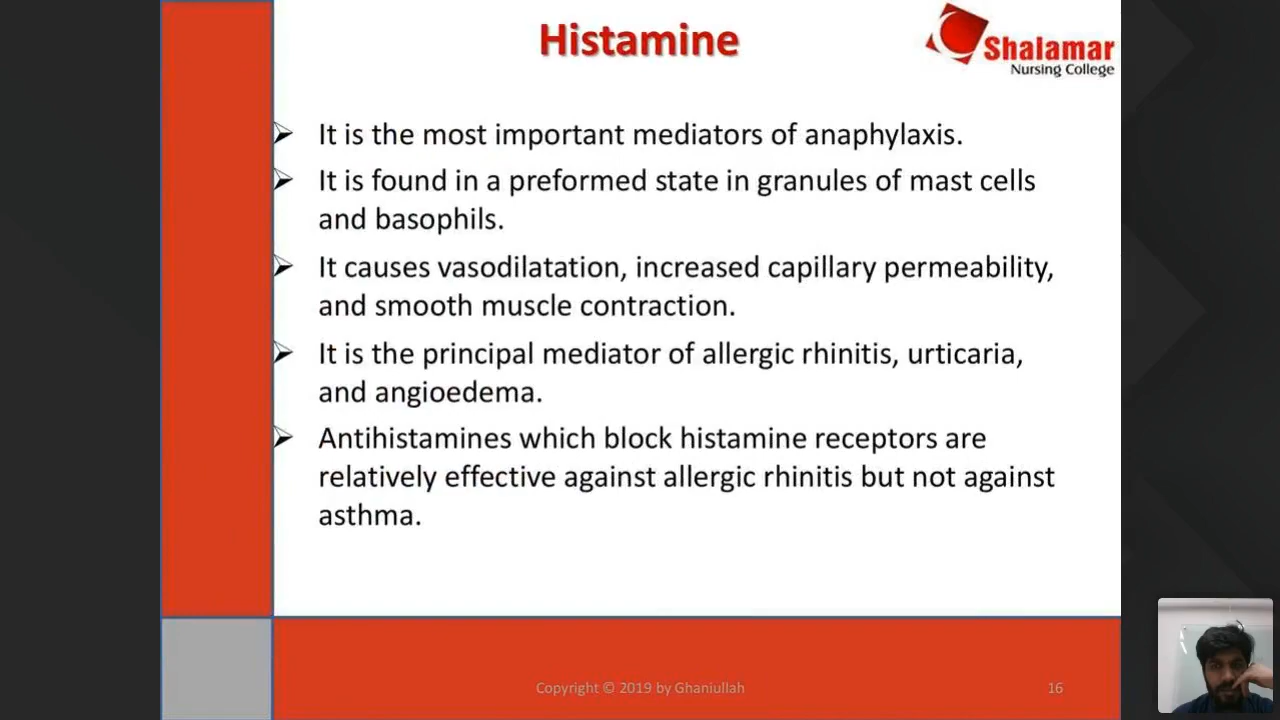 Histamine
Shalamar
Nursing College
➢ It is the most important mediators of anaphylaxis.
➢ It is found in a preformed state in granules of mast cells
and basophils.
➢ It causes vasodilatation, increased capillary permeability,
and smooth muscle contraction.
➢ It is the principal mediator of allergic rhinitis, urticaria,
and angioedema.
➢ Antihistamines which block histamine receptors are
relatively effective against allergic rhinitis but not against
asthma.
Copyright © 2019 by Ghaniullah
16